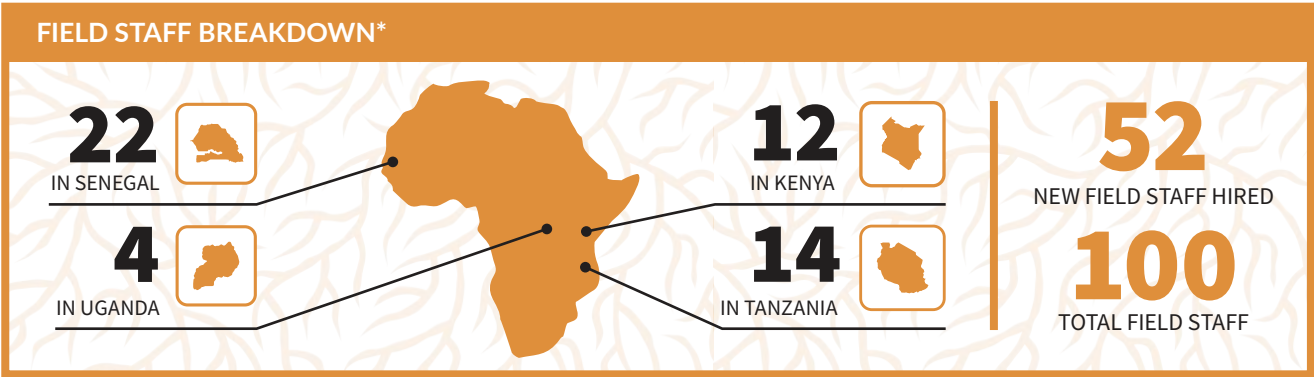 FIELD STAFF BREAKDOWN*
22
IN SENEGAL
4
IN UGANDA
12
IN KENYA
14
IN TANZANIA
52
NEW FIELD STAFF HIRED
100
TOTAL FIELD STAFF